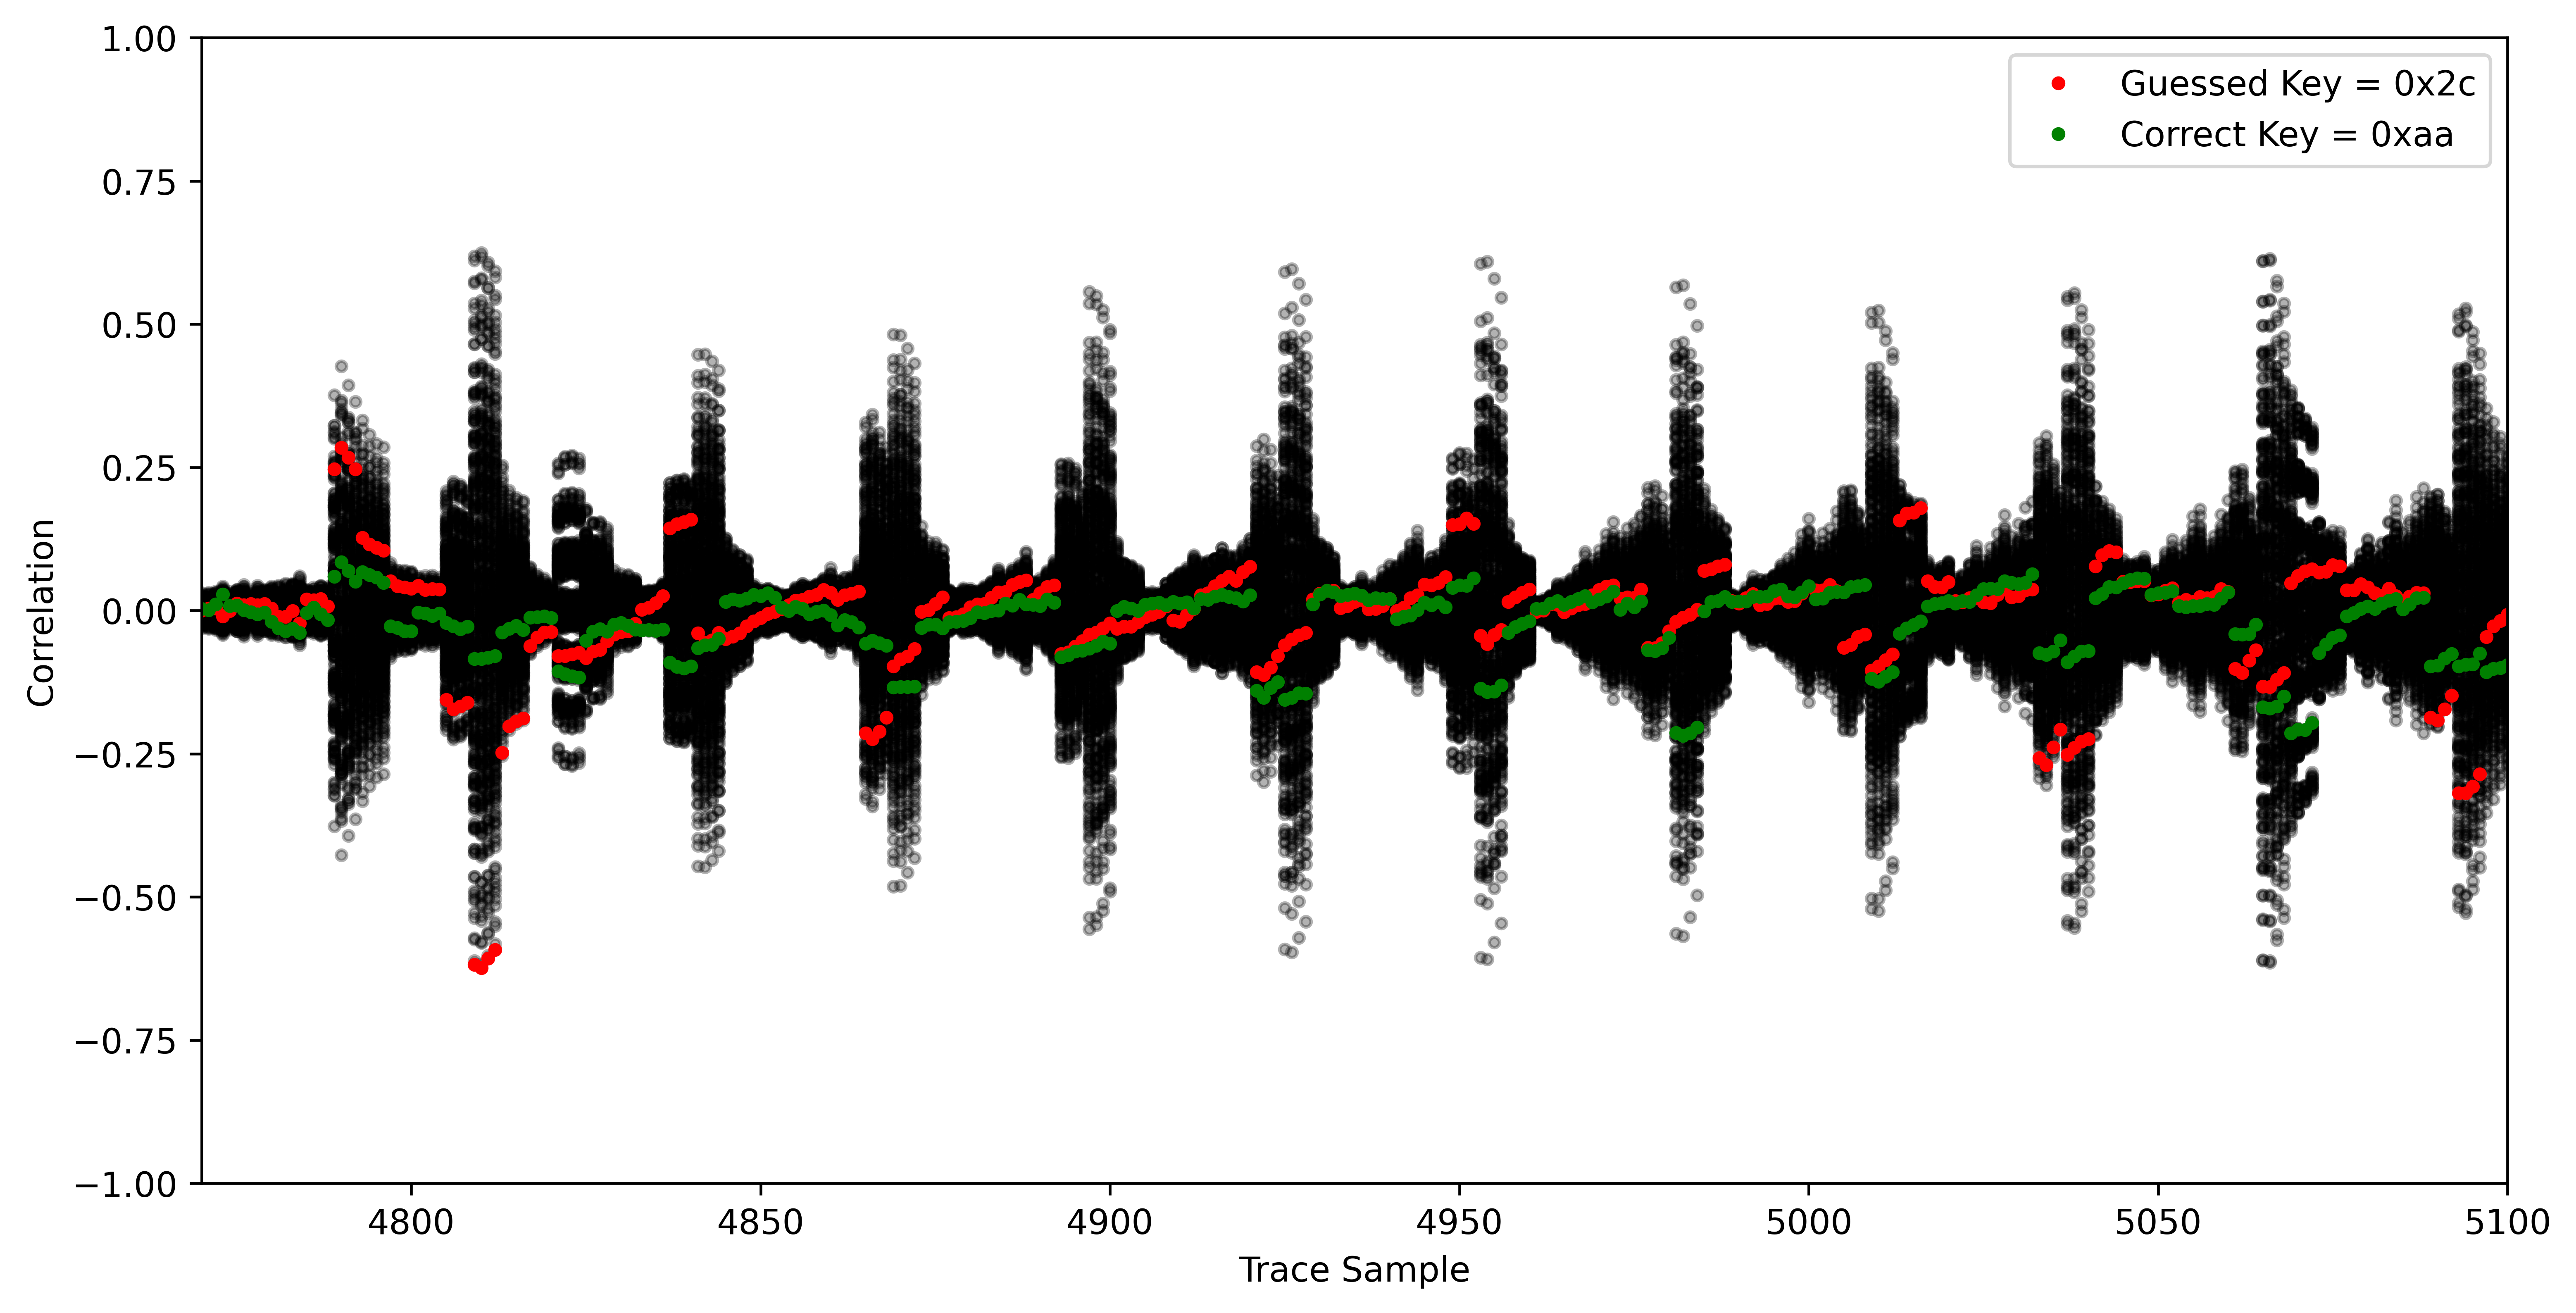 1.00
0.75
0.50
0.25
0.00
−0.25
−0.50
−0.75
−1.00
Correlation
Guessed Key = 0x2c
Correct Key = 0xaa
4800 4850 4900 4950 5000 5050 5100
Trace Sample